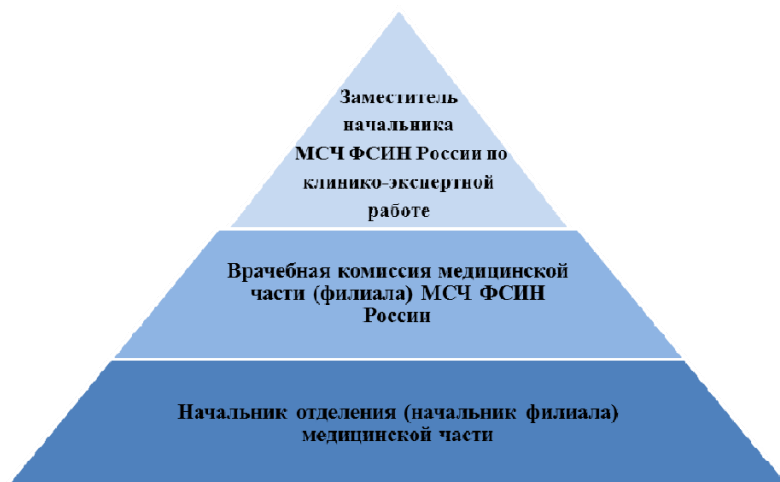 Заместитель
начальника
МСЧ ФСИН России по
клинико-экспертной
работе
Врачебная комиссия медицинской
части (филиала) МСЧ ФСИН
России
Начальник отделения (начальник филиала)
медицинской части